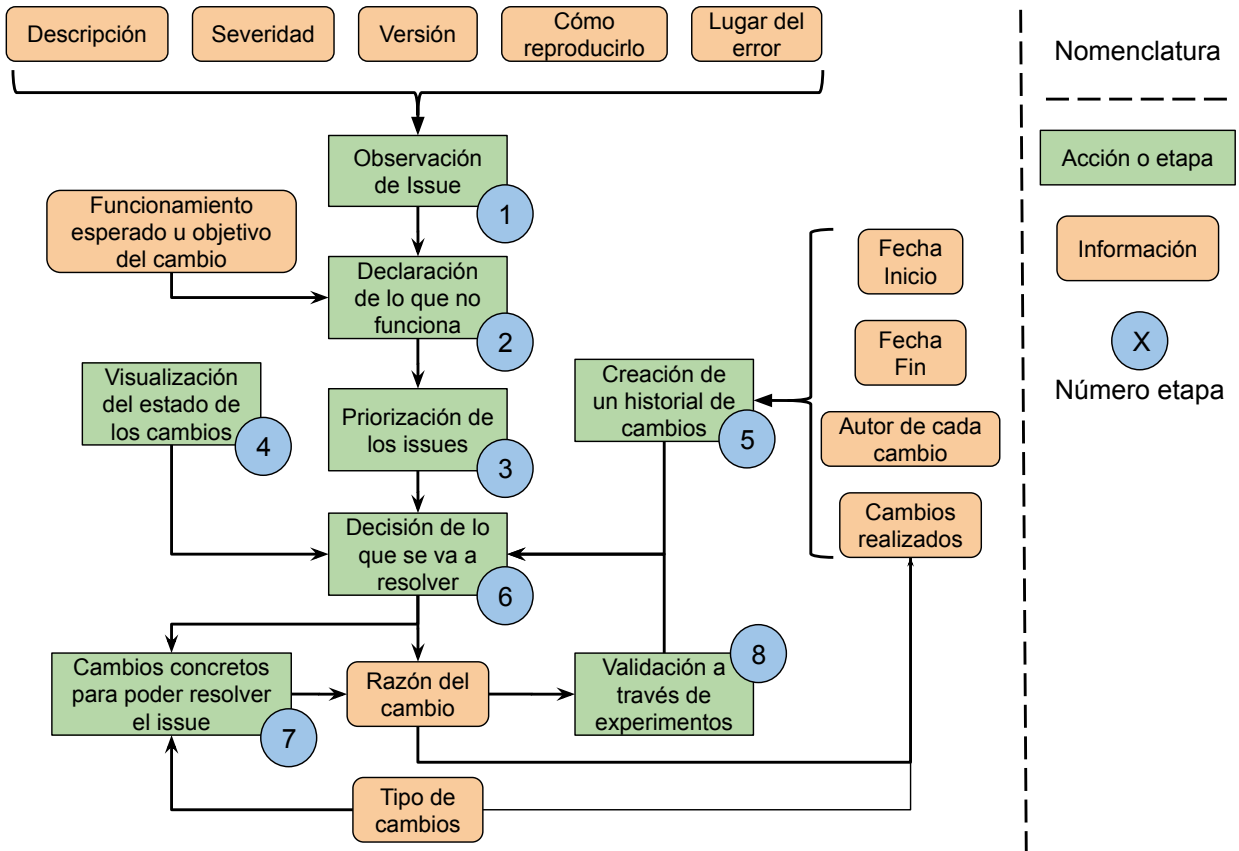 Descripción
Severidad
Versión
Cómo
reproducirlo
Lugar del
error
Nomenclatura
Observación
de Issue
1
Acción o etapa
Funcionamiento
esperado u objetivo
del cambio
Información
Fecha
Inicio
Declaración
de lo que no
funciona
2
Fecha
Fin
X
Número etapa
Visualización
del estado de
los cambios
4
Priorización de
los issues
3
Creación de
un historial de
cambios
5
Autor de cada
cambio
Decisión de lo
que se va a
resolver
6
Cambios
realizados
Cambios concretos
para poder resolver
el issue
7
Razón del
cambio
Validación a
través de
experimentos
8
Tipo de
cambios